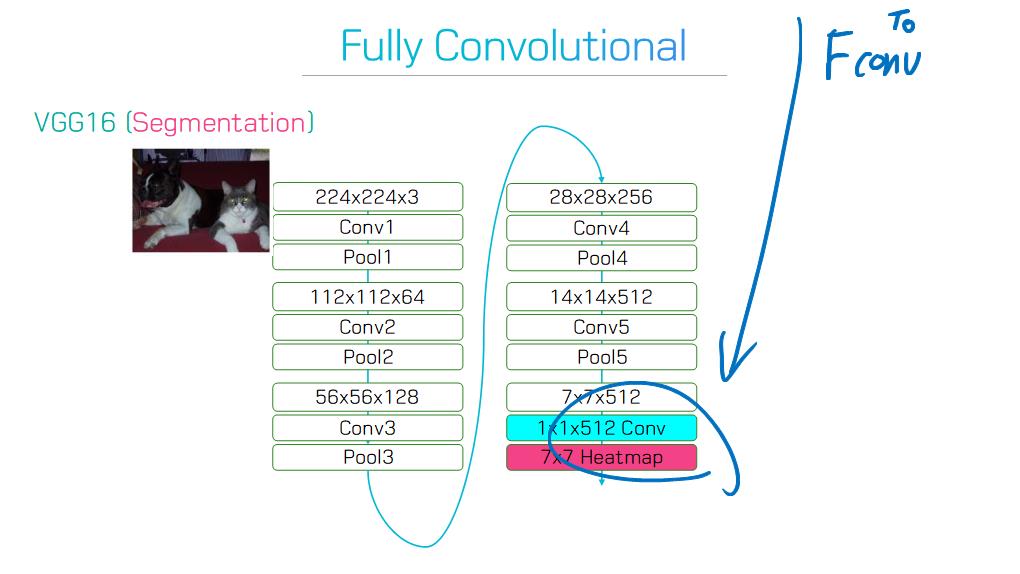 Fully Convolutional
To
Fconv
VGG16 (Segmentation)
224x224x3
Conv1
Pool1
112x112x64
Conv2
Pool2
56x56x128
Conv3
Pool3
28x28x256
Conv4
Pool4
14x14x512
Conv5
Pool5
7x7x512
1x1x512 Conv
7x7 Heatmap